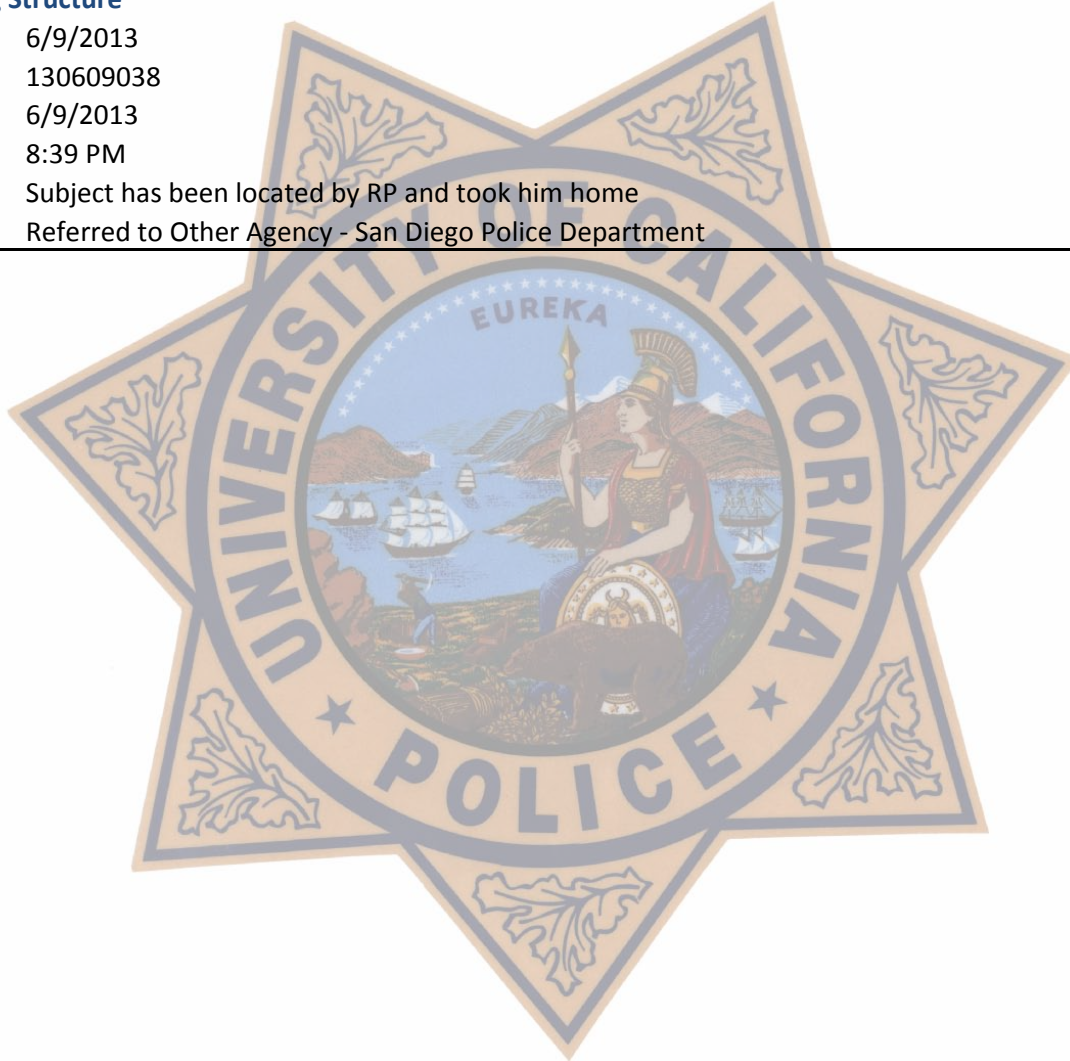 Structure
6/9/2013
130609038
6/9/2013
8:39 PM
Subject has been located by RP and took him home
Referred to Other Agency - San Diego Police Department
UNIVERSITY OF CALIFORNIA
EUREKA
POLICE